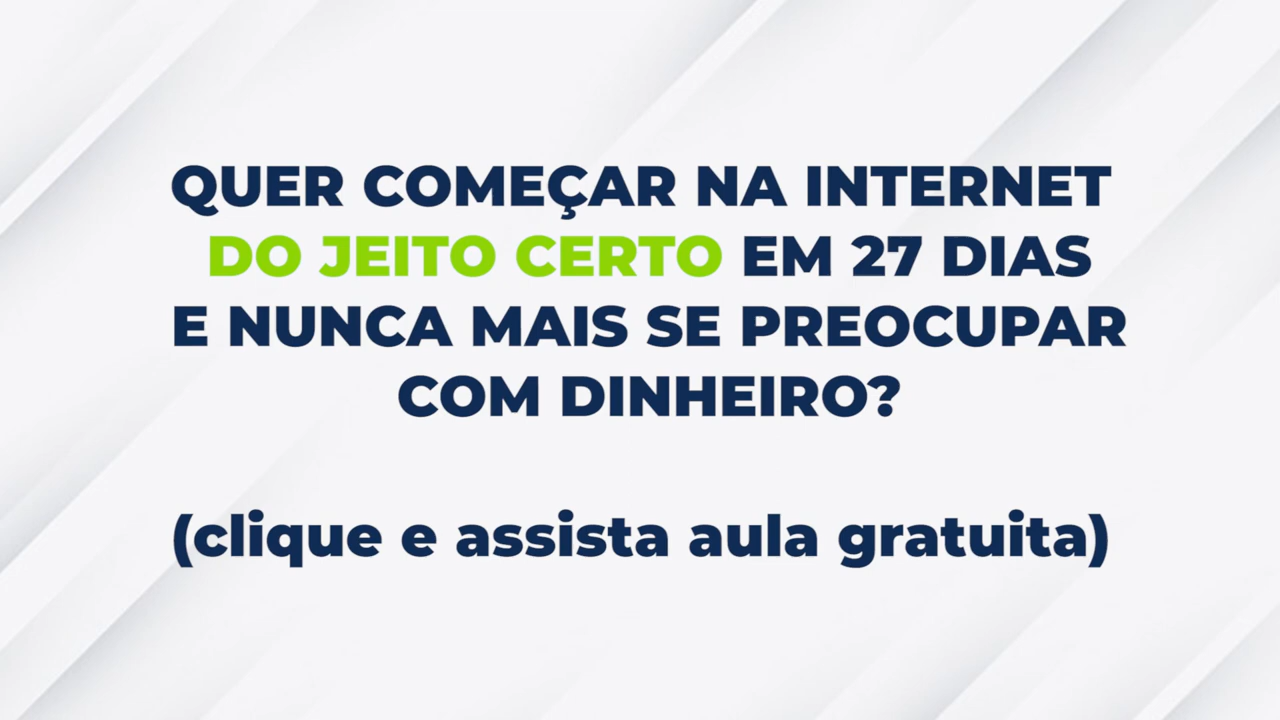 QUER COMEÇAR NA INTERNET
DO JEITO CERTO EM 27 DIAS
E NUNCA MAIS SE PREOCUPAR
COM DINHEIRO?
(clique e assista aula gratuita)